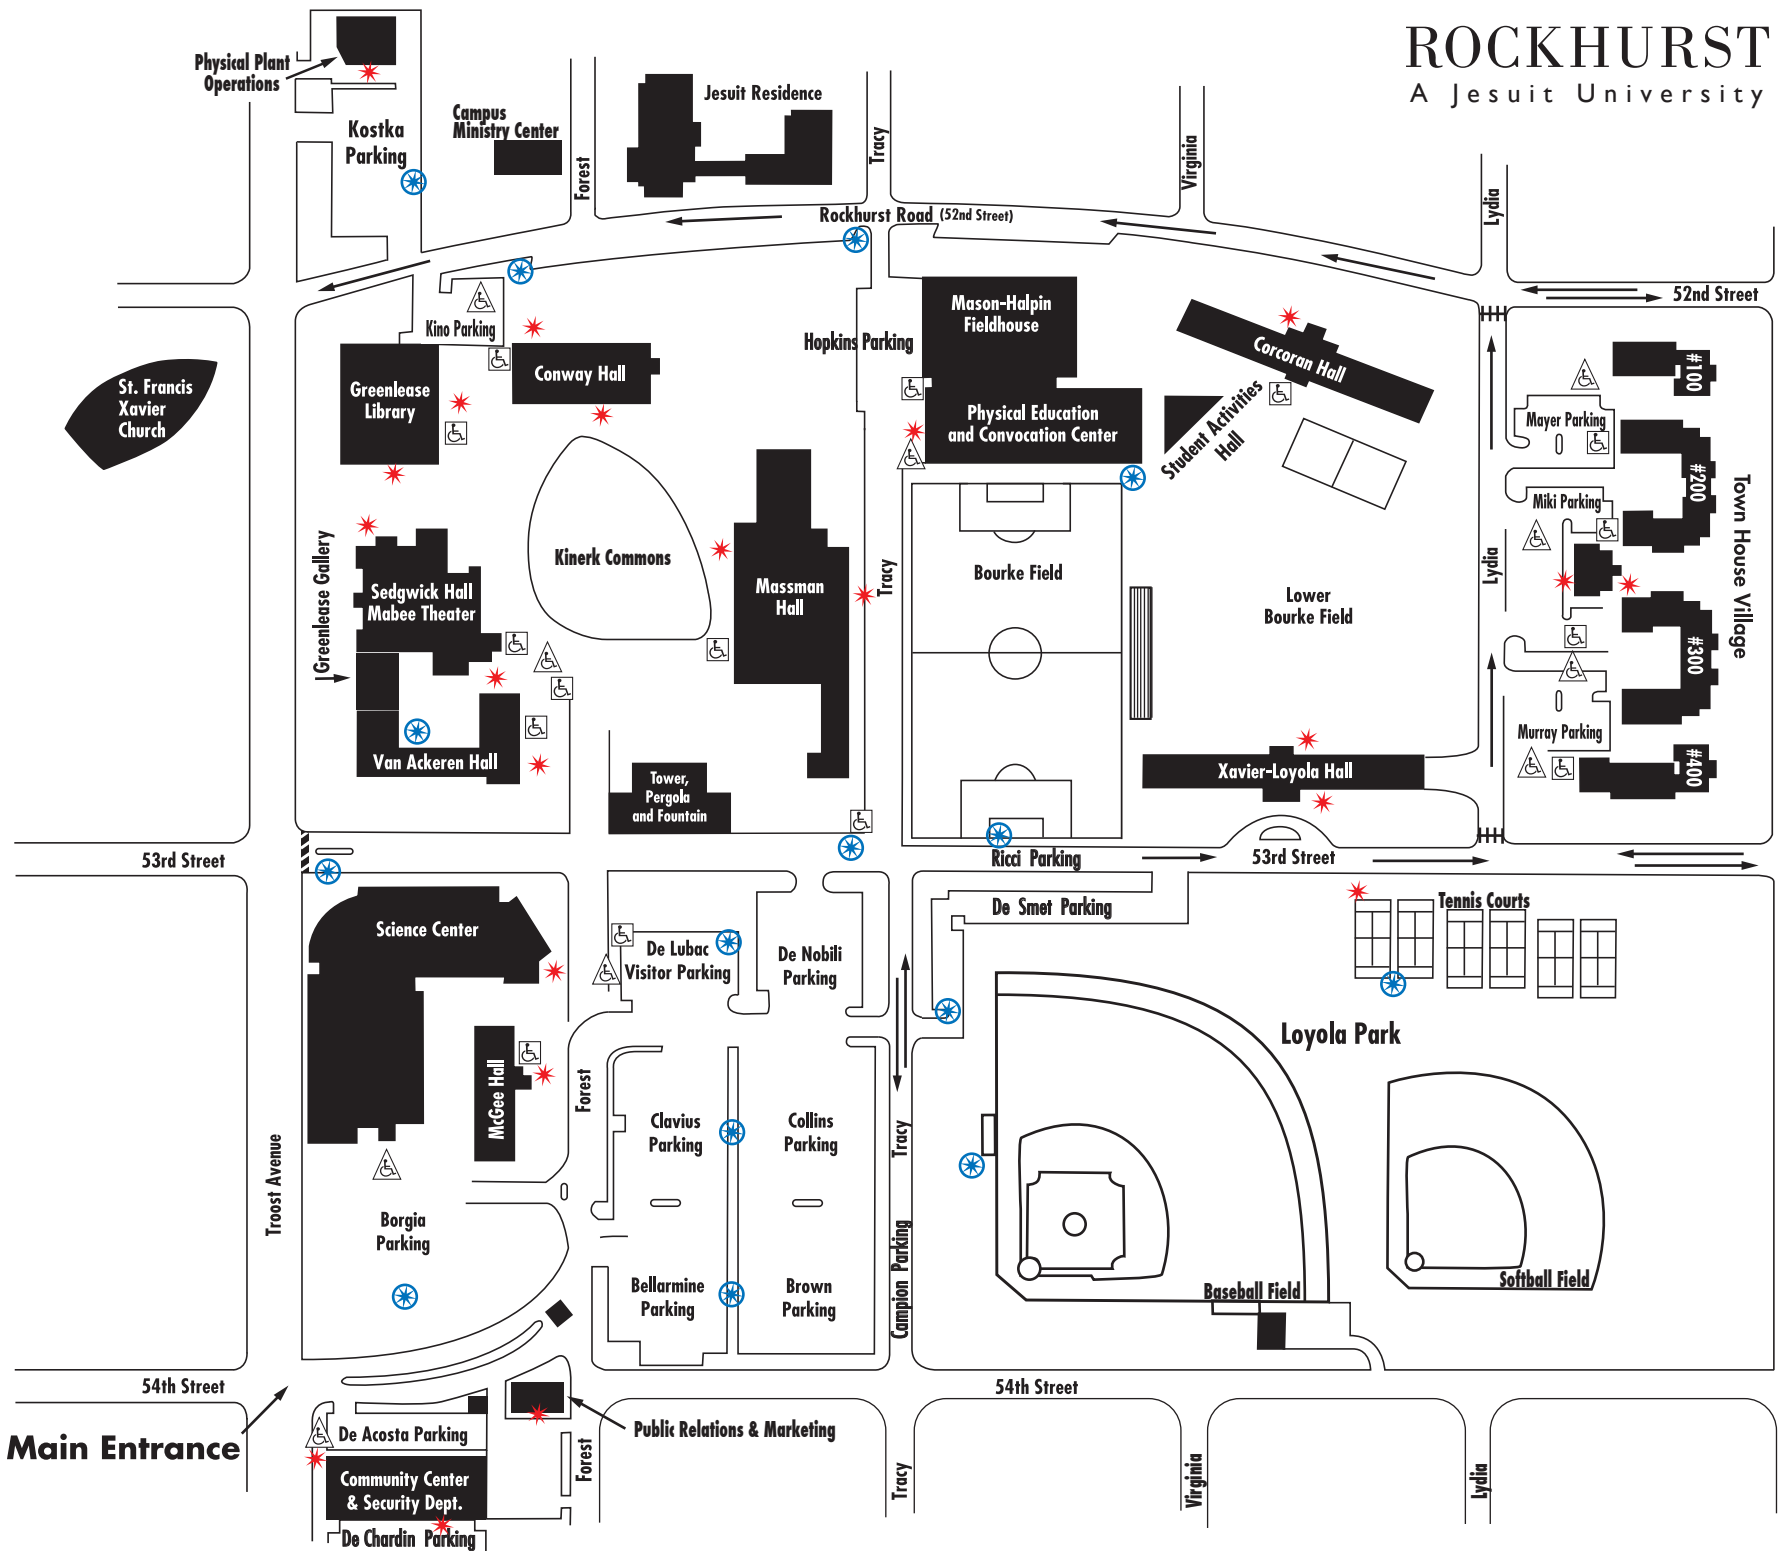 ROCKHURST
A Jesuit University
Physical Plant
Operations
Kostka
Parking
Campus
Ministry Center
Forest
Jesuit Residence
Tracy
Virginia
Lydia
Rockhurst Road (52nd Street)
52nd Street
Kino Parking
Conway Hall
Greenlease
Library
St. Francis
Xavier
Church
Hopkins Parking
Mason-Halpin
Fieldhouse
Physical Education
and Convocation Center
Corcoran Hall
Student Activities
Hall
#100
Mayer Parking
#200
Miki Parking
Town House Village
#300
Murray Parking
#400
Greenlease Gallery
Sedgwick Hall
Mabee Theater
Kinerk Commons
Massman
Hall
Tracy
Bourke Field
Lower
Bourke Field
Lydia
Van Ackeren Hall
Tower,
Pergola
and Fountain
Xavier-Loyola Hall
53rd Street
Ricci Parking
53rd Street
Science Center
De Lubac
Visitor Parking
De Nobili
Parking
De Smet Parking
Tennis Courts
Loyola Park
McGee Hall
Forest
Clavius
Parking
Collins
Parking
Tracy
Troost Avenue
Borgia
Parking
Bellarmine
Parking
Brown
Parking
Campion Parking
Baseball Field
Softball Field
54th Street
54th Street
Main Entrance
De Acosta Parking
Public Relations & Marketing
Community Center
& Security Dept.
De Chardin Parking
Forest
Tracy
Virginia
Lydia